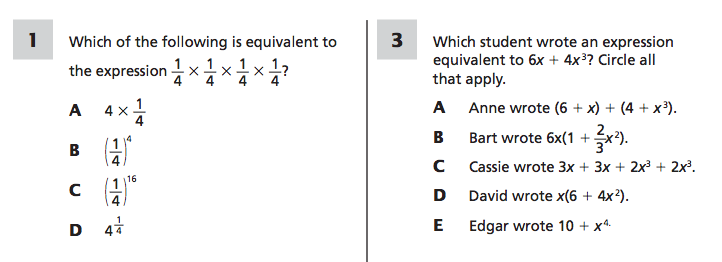 1 Which of the following is equivalent to
the expression 1/4 × 1/4 × 1/4 × 1/4?
A 4 × 1/4
B (1/4)⁴
C (1/4)¹⁶
D 4^(1/4)
3 Which student wrote an expression
equivalent to 6x + 4x³? Circle all
that apply.
A Anne wrote (6 + x) + (4 + x³).
B Bart wrote 6x(1 + 2/3x²).
C Cassie wrote 3x + 3x + 2x³ + 2x³.
D David wrote x(6 + 4x²).
E Edgar wrote 10 + x⁴.